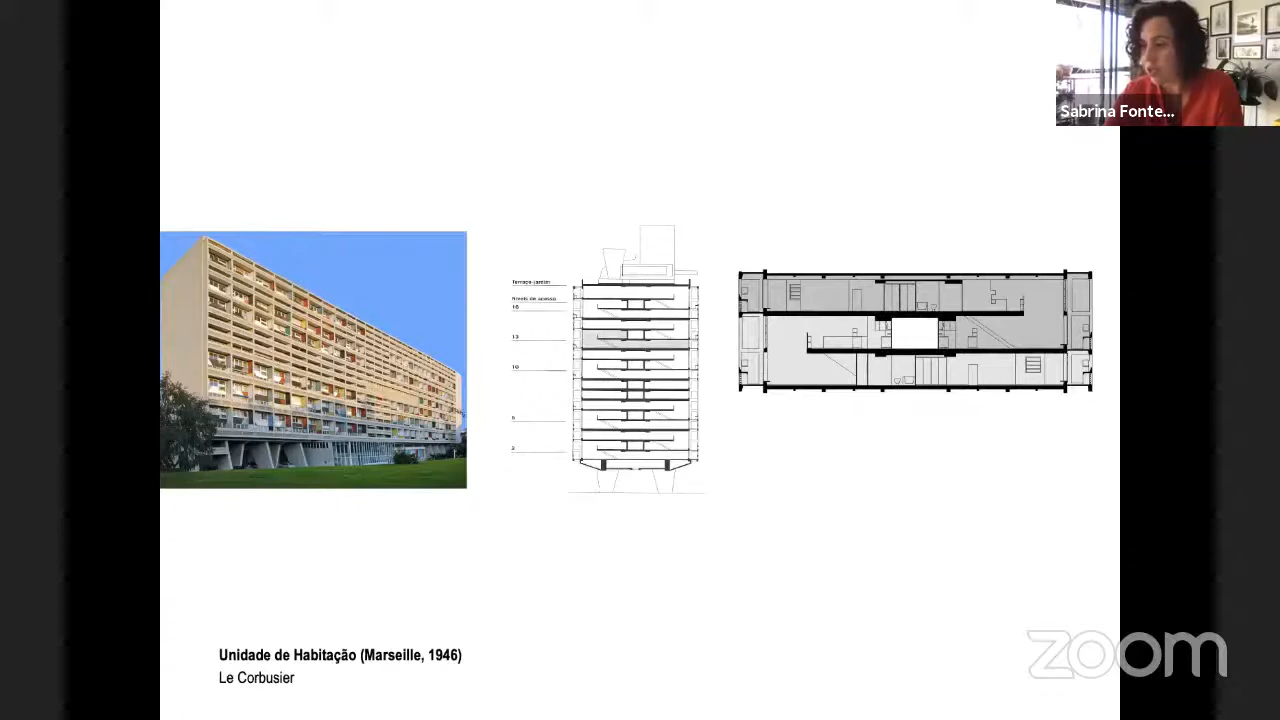 Sabrina Fonte...
Terraço-jardim
Níveis de acesso
16
13
10
5
2
Unidade de Habitação (Marseille, 1946)
Le Corbusier
zoom